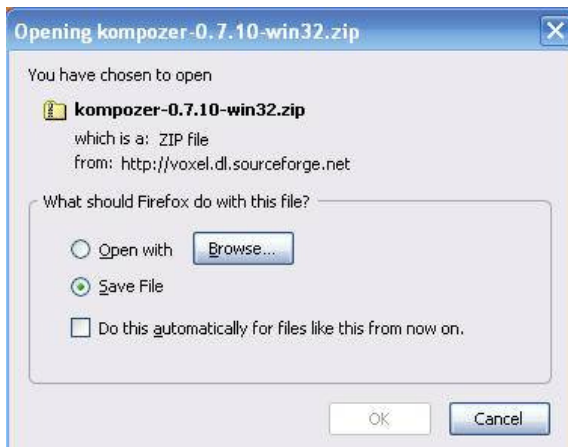 Opening kompozer-0.7.10-win32.zip
You have chosen to open
kompozer-0.7.10-win32.zip
which is a: ZIP file
from: http://voxel.dl.sourceforge.net
What should Firefox do with this file?
Open with Browse...
Save File
Do this automatically for files like this from now on.
OK Cancel